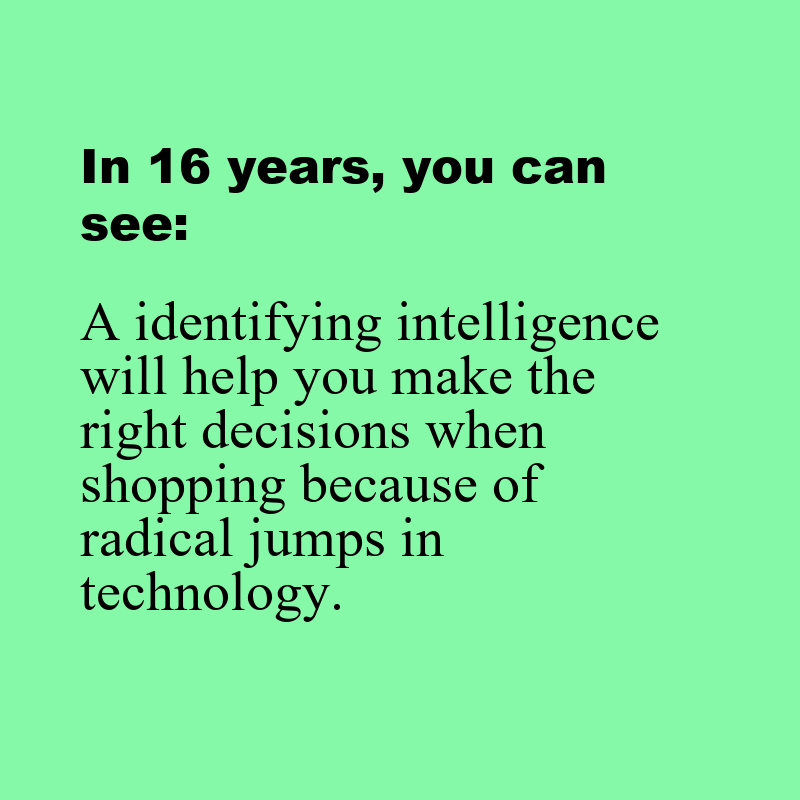 In 16 years, you can
see:
A identifying intelligence
will help you make the
right decisions when
shopping because of
radical jumps in
technology.